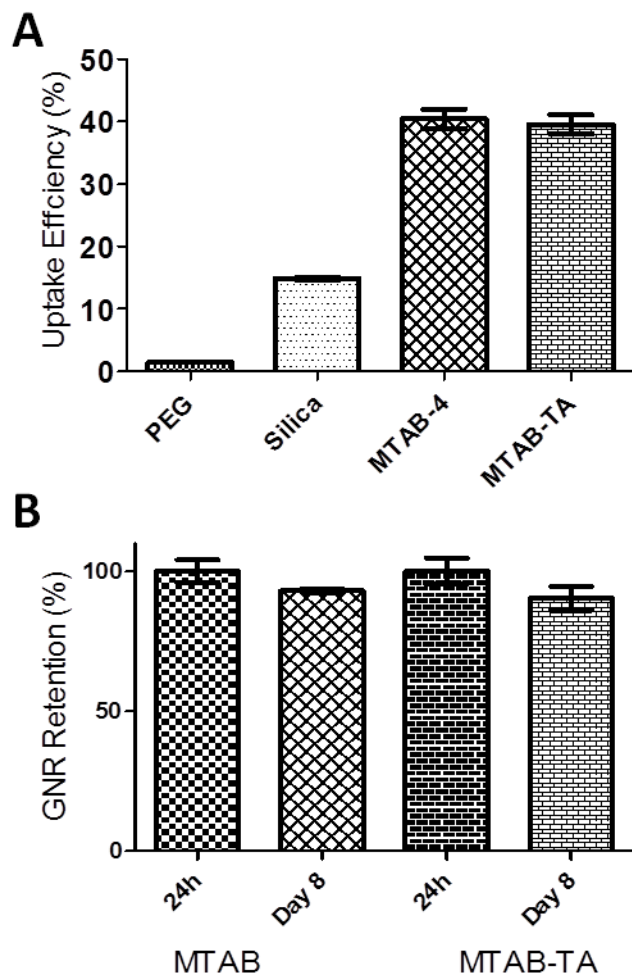 A
Uptake Effciency (%)
50
40
30
20
10
0
PEG
Silica
MTAB-4
MTAB-TA
B
GNR Retention (%)
100
50
0
24h
Day 8
24h
Day 8
MTAB
MTAB-TA